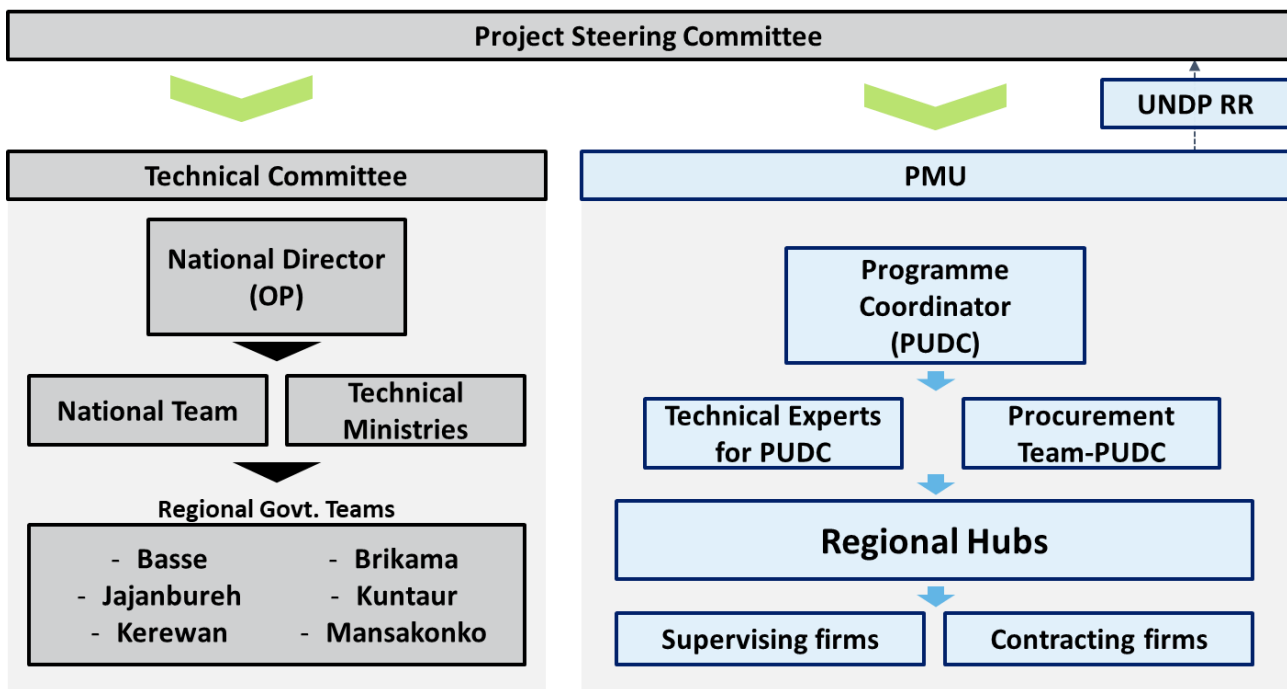 Project Steering Committee
UNDP RR
Technical Committee
National Director
(OP)
National Team
Technical
Ministries
Regional Govt. Teams
- Basse
- Jajanbureh
- Kerewan
- Brikama
- Kuntaur
- Mansakonko
PMU
Programme
Coordinator
(PUDC)
Technical Experts
for PUDC
Procurement
Team-PUDC
Regional Hubs
Supervising firms
Contracting firms